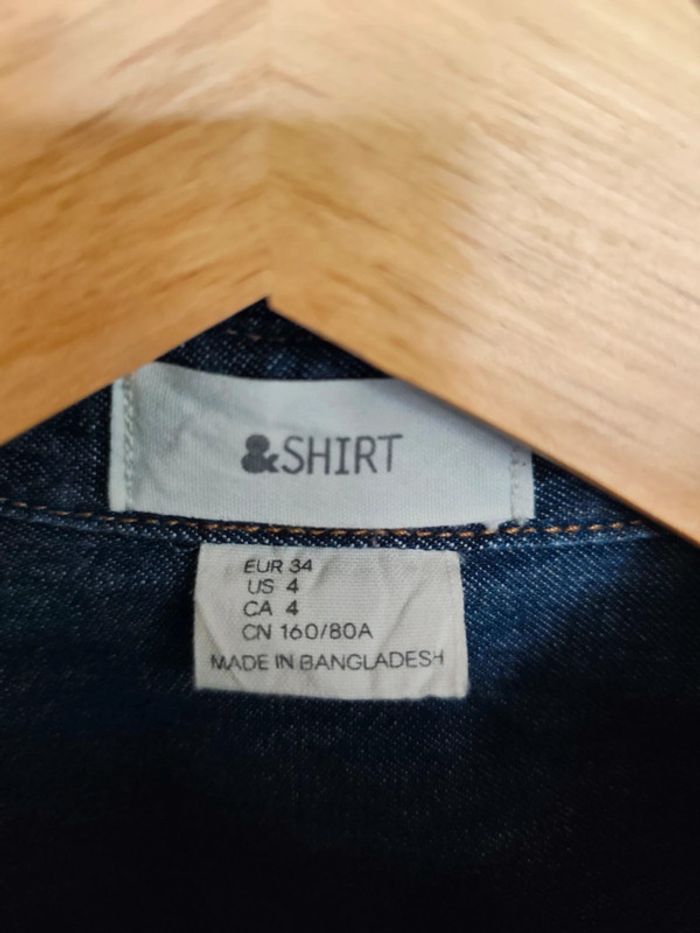 &SHIRT
EUR 34
US 4
CA 4
CN 160/80A
MADE IN BANGLADESH